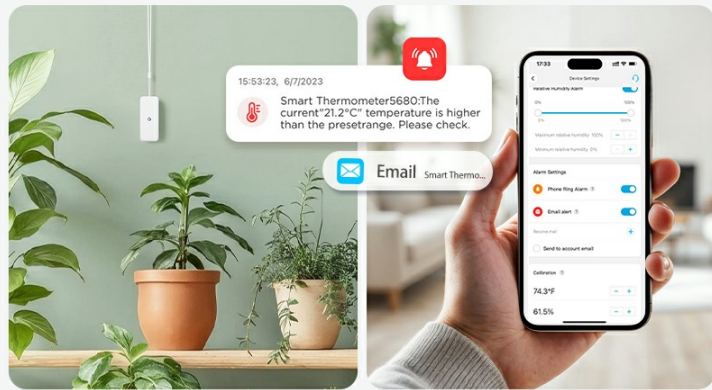 15:53:23, 6/7/2023
Smart Thermometer5680:The
current"21.2°C" temperature is higher
than the presetrange. Please check.
Email Smart Thermo...
17:33
Device Settings
Relative Humidity Alarm
0% 100%
0% 100%
Maximum relative humidity 100%
Minimum relative humidity 0%
Alarm Settings
Phone Ring Alarm
Email alert
Send to account email
Calibration
74.3°F
61.5%